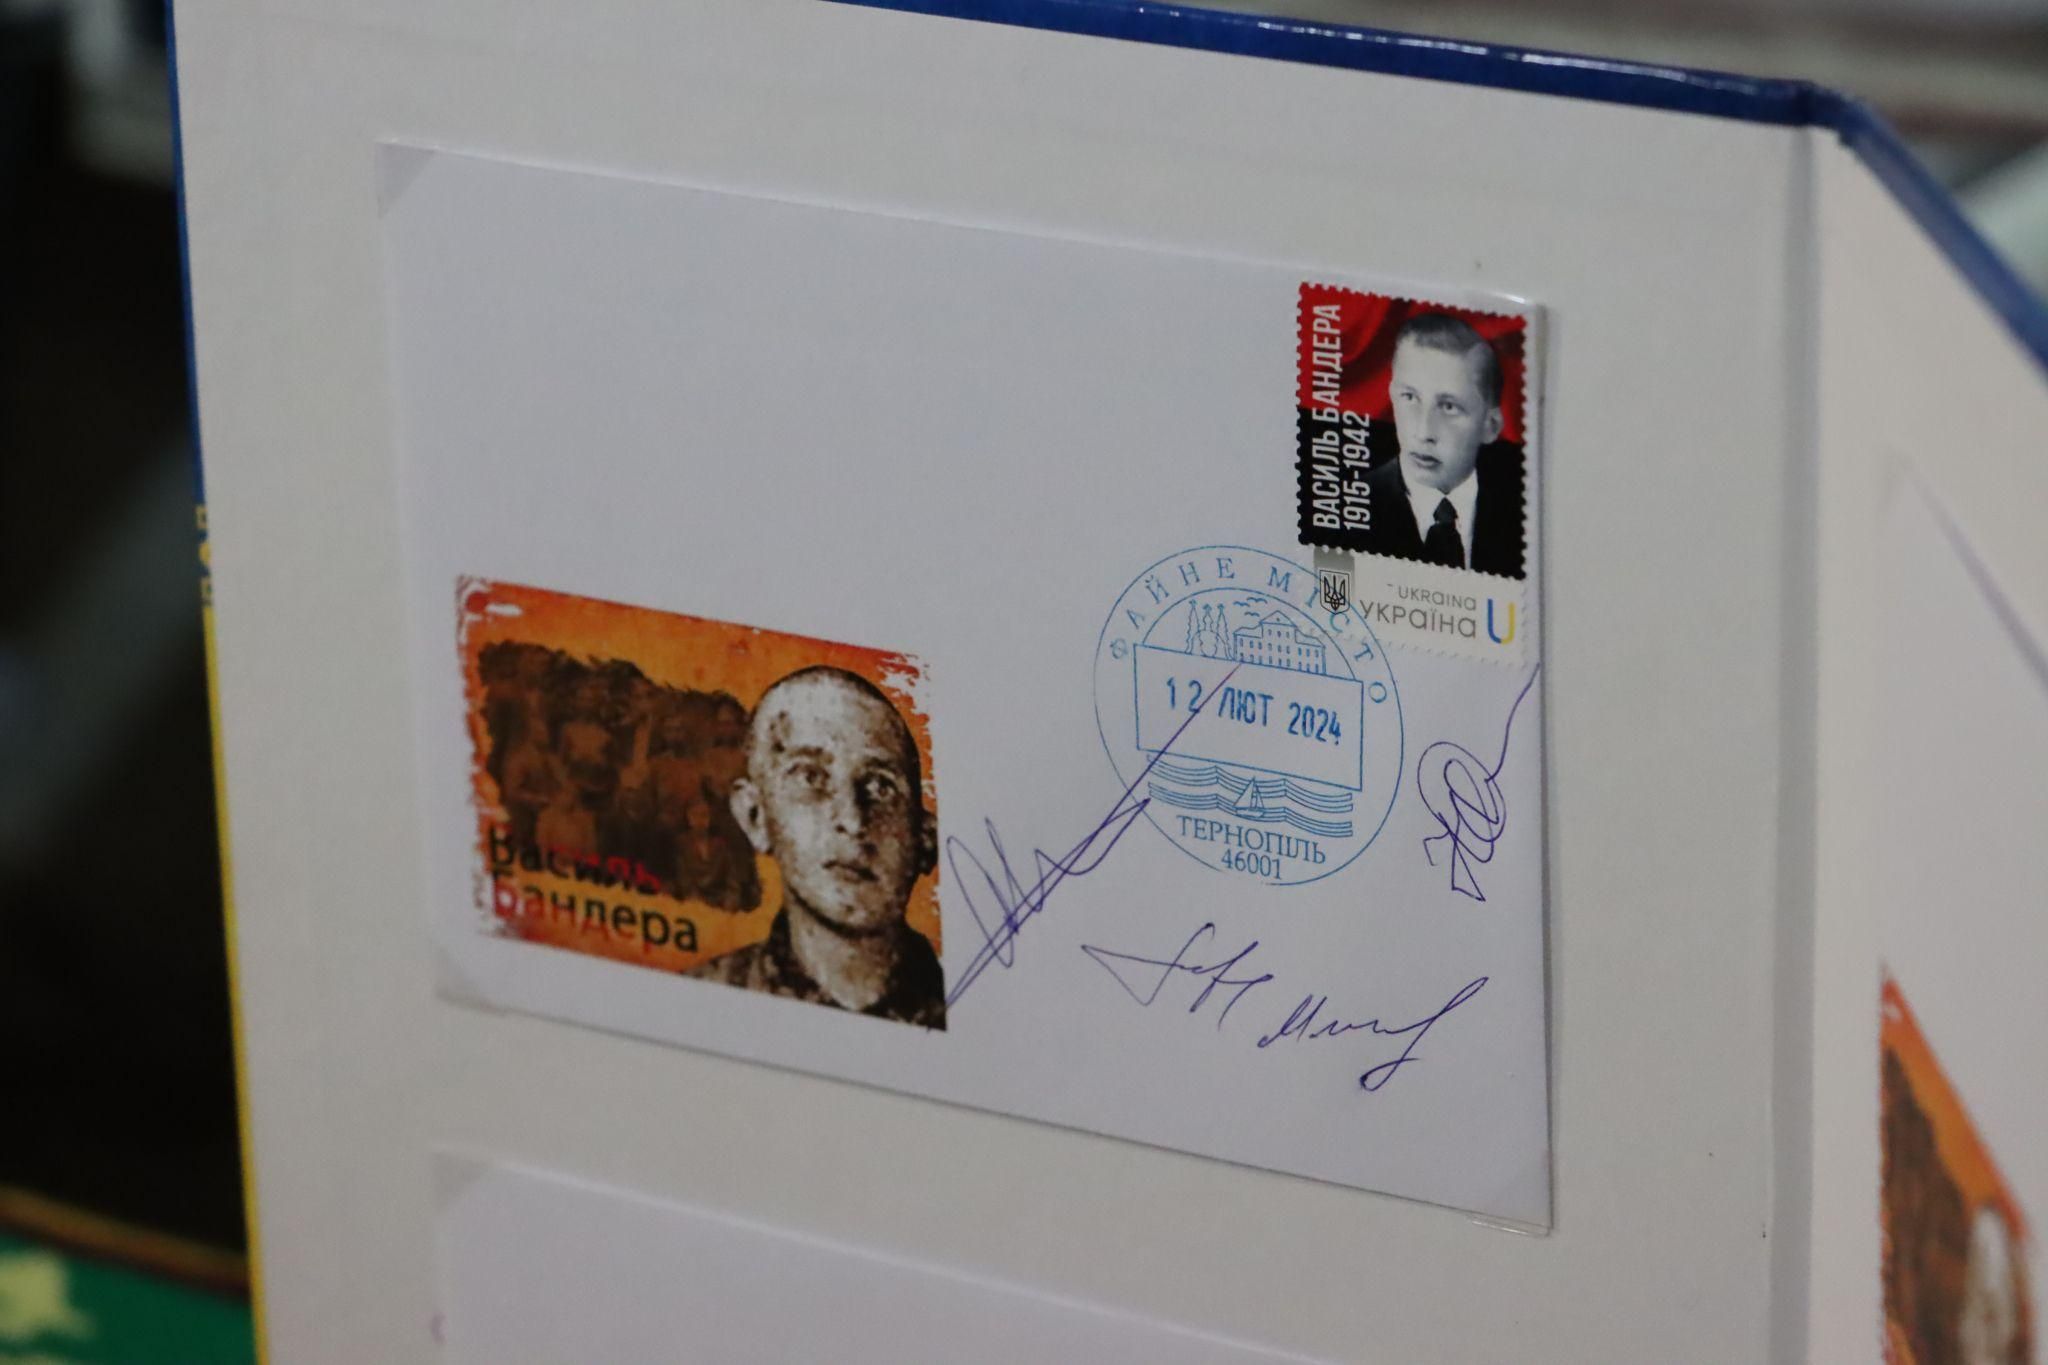 ВАСИЛЬ БАНДЕРА
1915-1942
UKRAINA
УКРАЇНА
U
ФАЙНЕ МІСТО
12 ЛЮТ 2024
ТЕРНОПІЛЬ
46001
Василь
Бандера